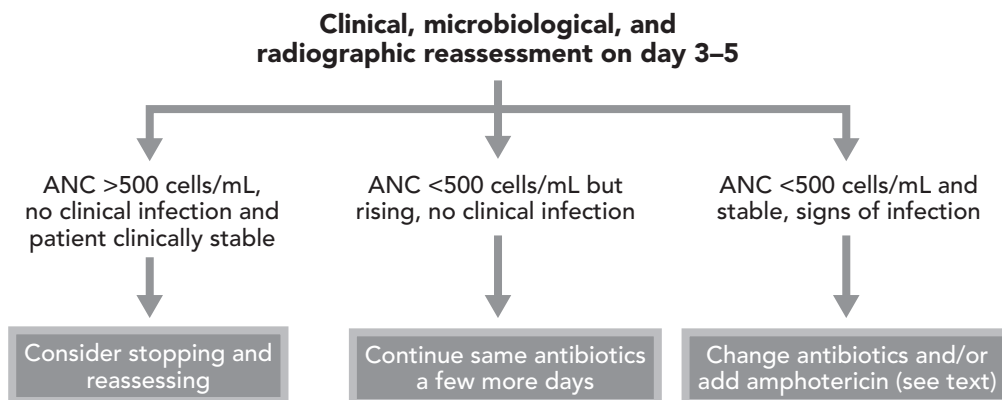 Clinical, microbiological, and
radiographic reassessment on day 3–5
ANC >500 cells/mL,
no clinical infection and
patient clinically stable
ANC <500 cells/mL but
rising, no clinical infection
ANC <500 cells/mL and
stable, signs of infection
Consider stopping and
reassessing
Continue same antibiotics
a few more days
Change antibiotics and/or
add amphotericin (see text)